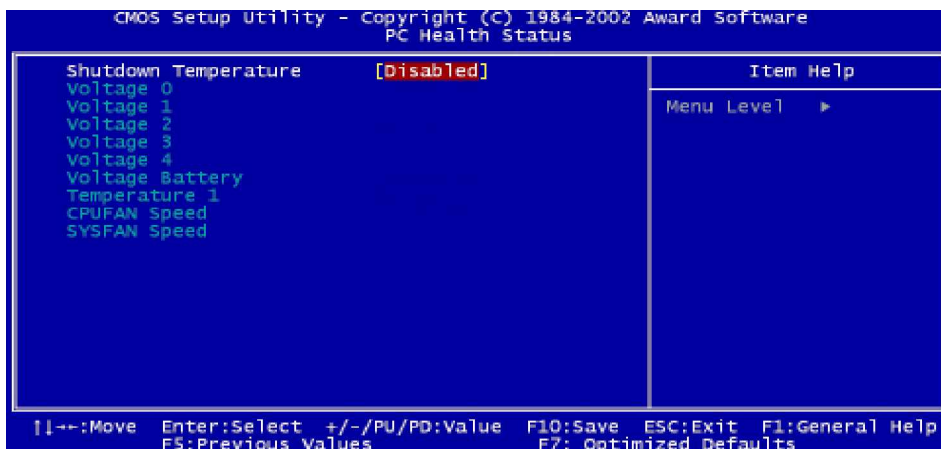 CMOS Setup Utility - Copyright (C) 1984-2002 Award Software
PC Health Status
Shutdown Temperature [Disabled]
Voltage 0
Voltage 1
Voltage 2
Voltage 3
Voltage 4
Voltage Battery
Temperature 1
CPUFAN Speed
SYSFAN Speed
Item Help
Menu Level ►
↑↓→←:Move Enter:Select +/-/PU/PD:Value F10:Save ESC:Exit F1:General Help
F5:Previous Values F7: Optimized Defaults